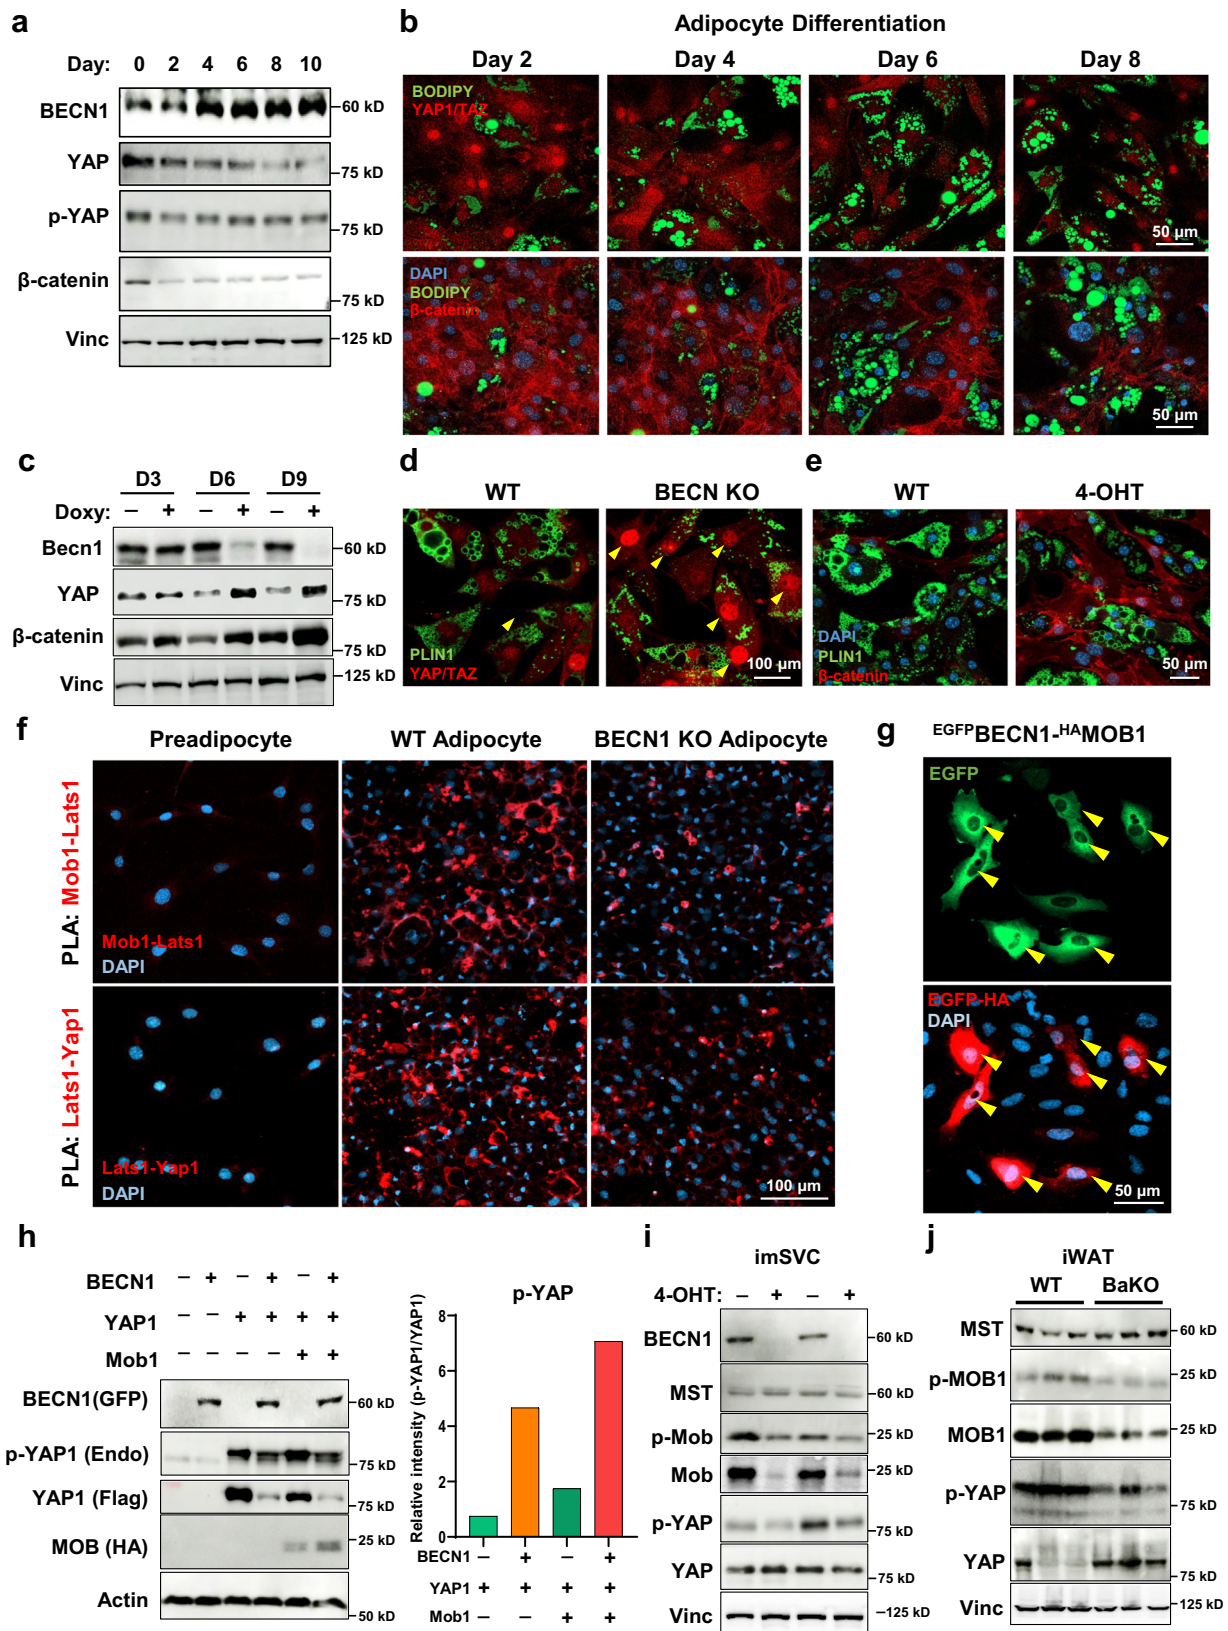 a
Day: 0 2 4 6 8 10
BECN1
60 kD
YAP
75 kD
p-YAP
75 kD
β-catenin
75 kD
Vinc
125 kD
b
Adipocyte Differentiation
Day 2 Day 4 Day 6 Day 8
BODIPY
YAP1/TAZ
50 µm
DAPI
BODIPY
β-catenin
50 µm
c
D3 D6 D9
Doxy: – + – + – +
Becn1
60 kD
YAP
75 kD
β-catenin
75 kD
Vinc
125 kD
d
WT BECN KO
PLIN1
YAP/TAZ
100 µm
e
WT 4-OHT
DAPI
PLIN1
β-catenin
50 µm
f
Preadipocyte WT Adipocyte BECN1 KO Adipocyte
PLA: Mob1-Lats1
Mob1-Lats1
DAPI
PLA: Lats1-Yap1
Lats1-Yap1
DAPI
100 µm
g
EGFPBECN1-HAMOB1
EGFP
EGFP-HA
DAPI
50 µm
h
BECN1 – + – + – +
YAP1 – – + + + +
Mob1 – – – – + +
BECN1(GFP)
60 kD
p-YAP1 (Endo)
75 kD
YAP1 (Flag)
75 kD
MOB (HA)
25 kD
Actin
50 kD
p-YAP
Relative intensity (p-YAP1/YAP1)
8
6
4
2
0
BECN1 – + – +
YAP1 + + + +
Mob1 – – + +
i
imSVC
4-OHT: – + – +
BECN1
60 kD
MST
60 kD
p-Mob
25 kD
Mob
25 kD
p-YAP
75 kD
YAP
75 kD
Vinc
125 kD
j
iWAT
WT BaKO
MST
60 kD
p-MOB1
25 kD
MOB1
25 kD
p-YAP
75 kD
YAP
75 kD
Vinc
125 kD